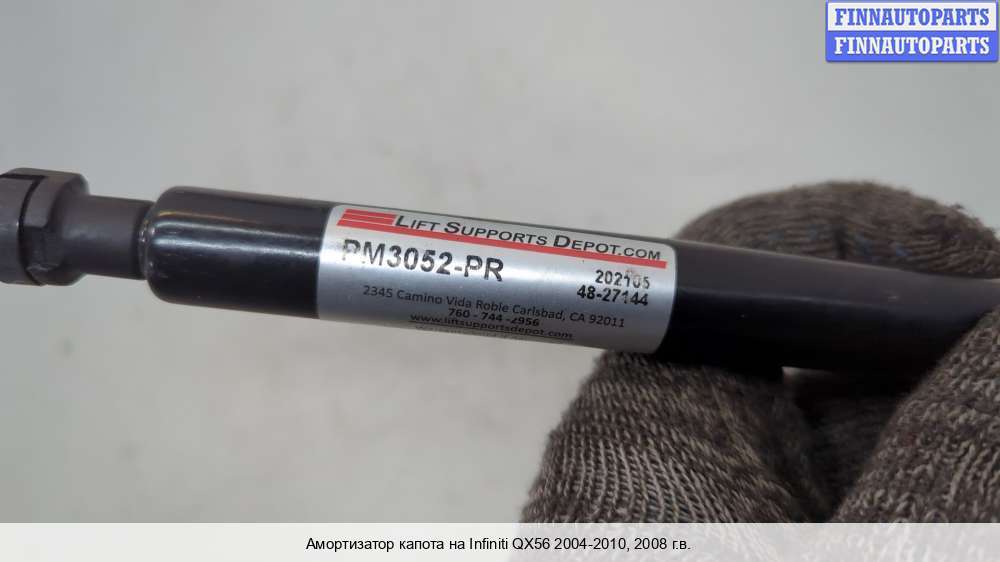 FINNAUTOPARTS
FINNAUTOPARTS
LIFT SUPPORTS DEPOT.COM
PM3052-PR
202105
48-27144
2345 Camino Vida Roble Carlsbad, CA 92011
760 - 744 -2956
www.liftsupportsdepot.com
Амортизатор капота на Infiniti QX56 2004-2010, 2008 г.в.